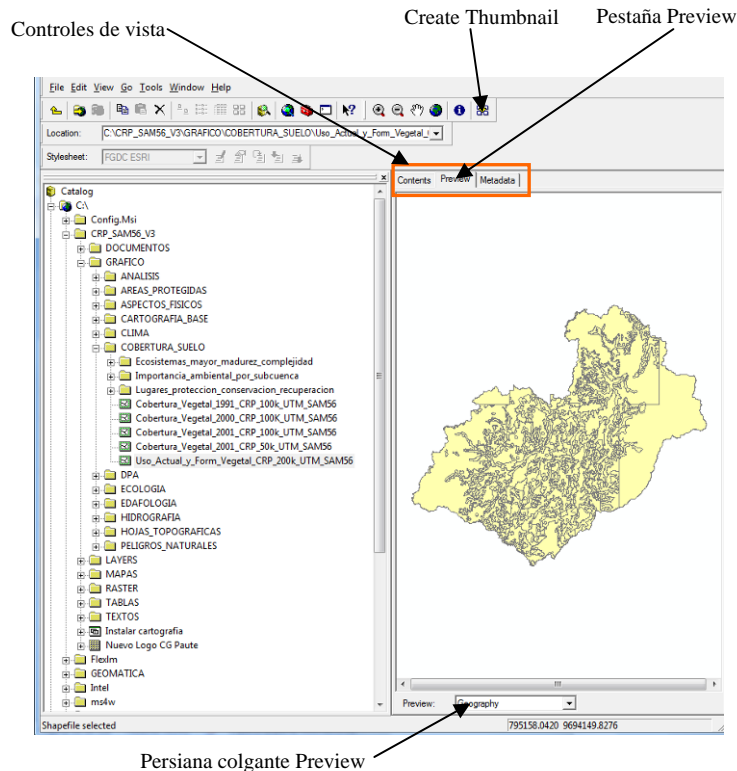 Controles de vista
Create Thumbnail
Pestaña Preview
File Edit View Go Tools Window Help
Location: C:\CRP_SAM56_V3\GRAFICO\COBERTURA_SUELO\Uso_Actual_y_Form_Vegetal_
Stylesheet: FGDC ESRI
Contents Preview Metadata
Catalog
C:\
Config.Msi
CRP_SAM56_V3
DOCUMENTOS
GRAFICO
ANALISIS
AREAS_PROTEGIDAS
ASPECTOS_FISICOS
CARTOGRAFIA_BASE
CLIMA
COBERTURA_SUELO
Ecosistemas_mayor_madurez_complejidad
Importancia_ambiental_por_subcuenca
Lugares_proteccion_conservacion_recuperacion
Cobertura_Vegetal_1991_CRP_100k_UTM_SAM56
Cobertura_Vegetal_2000_CRP_100K_UTM_SAM56
Cobertura_Vegetal_2001_CRP_100k_UTM_SAM56
Cobertura_Vegetal_2001_CRP_50k_UTM_SAM56
Uso_Actual_y_Form_Vegetal_CRP_200k_UTM_SAM56
DPA
ECOLOGIA
EDAFOLOGIA
HIDROGRAFIA
HOJAS_TOPOGRAFICAS
PELIGROS_NATURALES
LAYERS
MAPAS
RASTER
TABLAS
TEXTOS
Instalar cartografia
Nuevo Logo CG Paute
Flexlm
GEOMATICA
Intel
ms4w
Preview: Geography
Shapefile selected
795158.0420 9694149.8276
Persiana colgante Preview